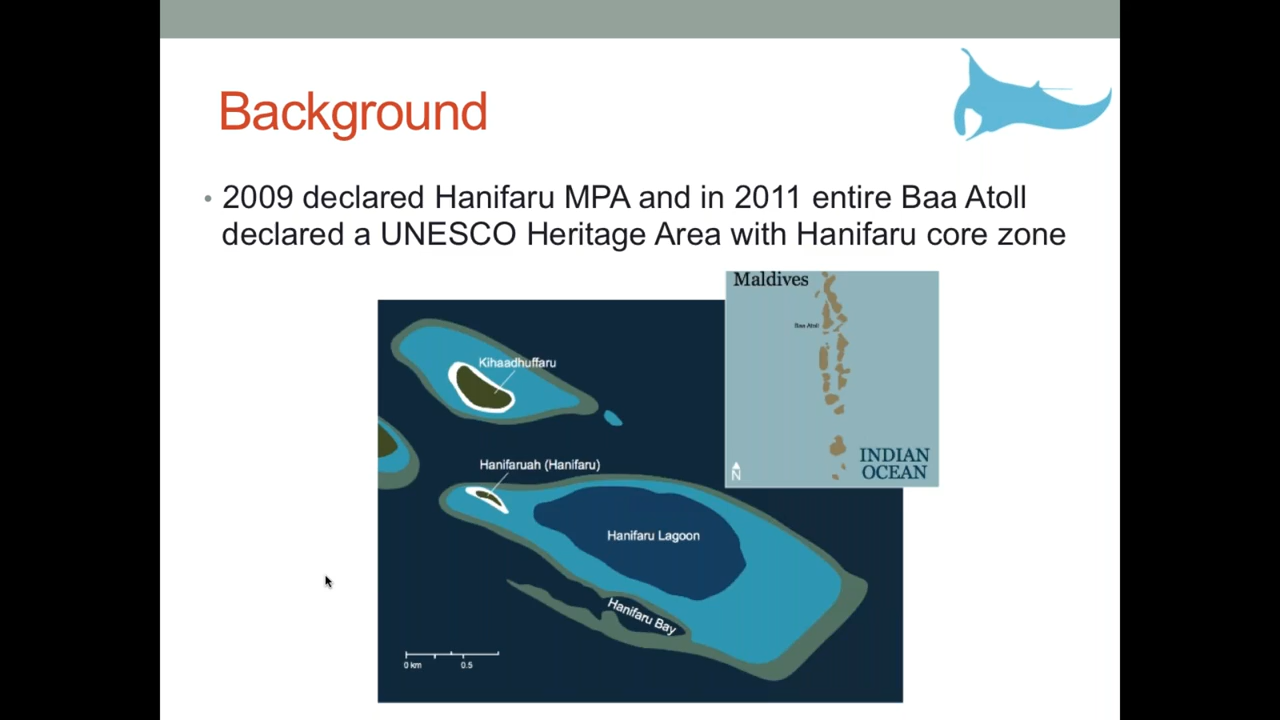 Background
• 2009 declared Hanifaru MPA and in 2011 entire Baa Atoll
declared a UNESCO Heritage Area with Hanifaru core zone
Maldives
Baa Atoll
INDIAN
OCEAN
N
Kihaadhuffaru
Hanifaruah (Hanifaru)
Hanifaru Lagoon
Hanifaru Bay
0 km 0.5